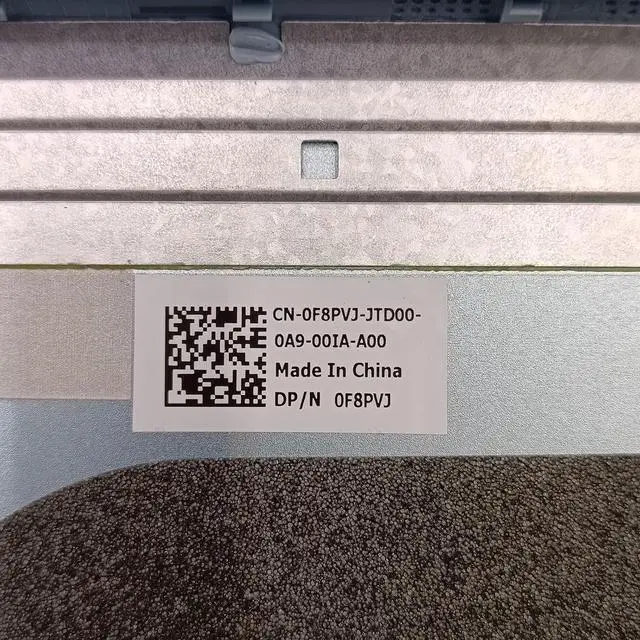 CN-0F8PVJ-JTD00-
0A9-00IA-A00
Made In China
DP/N 0F8PVJ